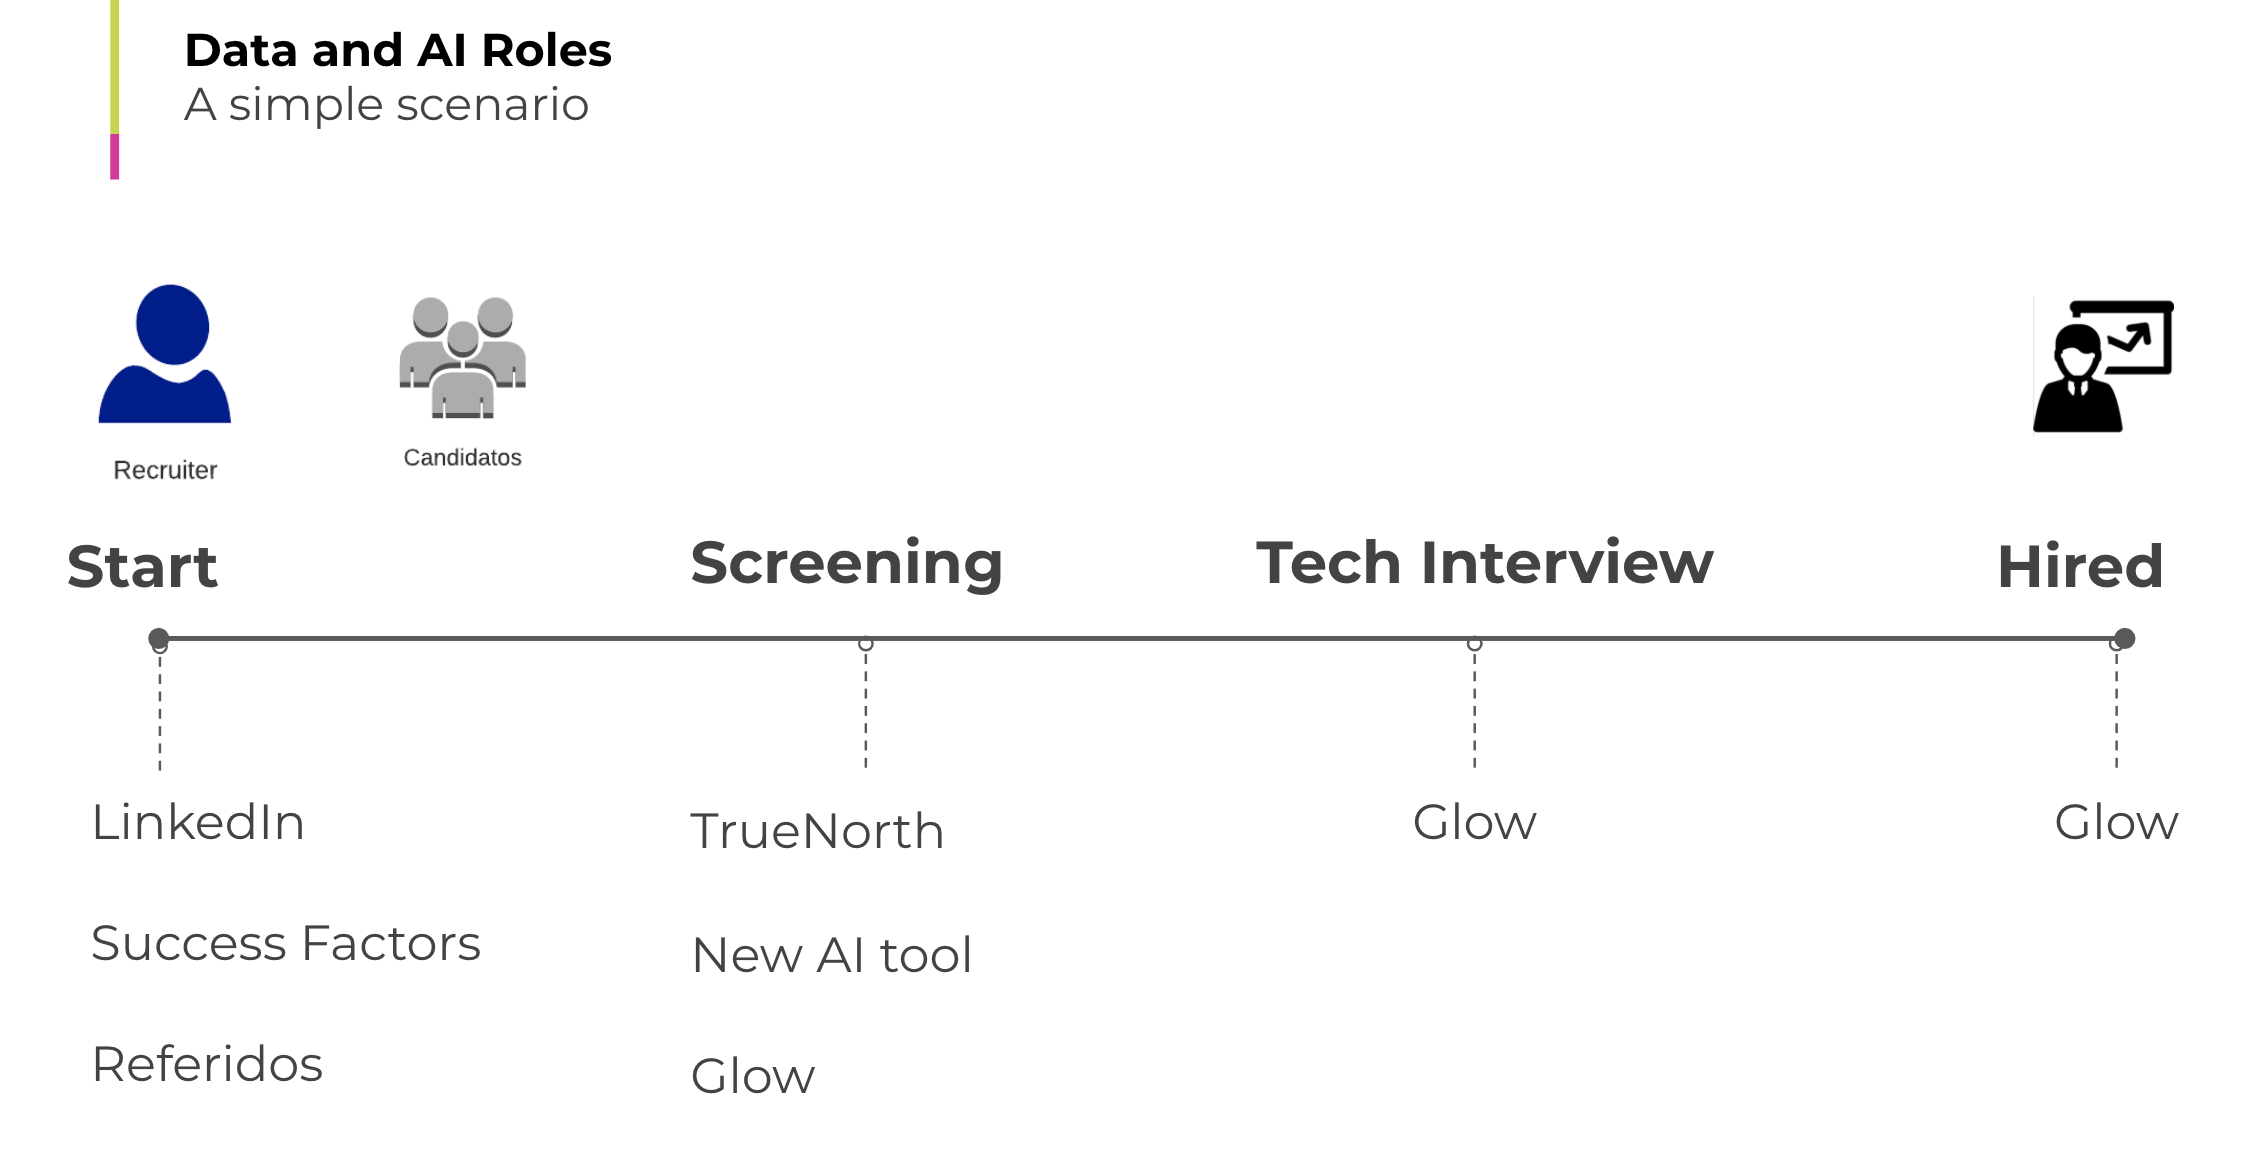 Data and AI Roles
A simple scenario
Recruiter
Candidatos
Start
Screening
Tech Interview
Hired
LinkedIn
Success Factors
Referidos
TrueNorth
New AI tool
Glow
Glow
Glow